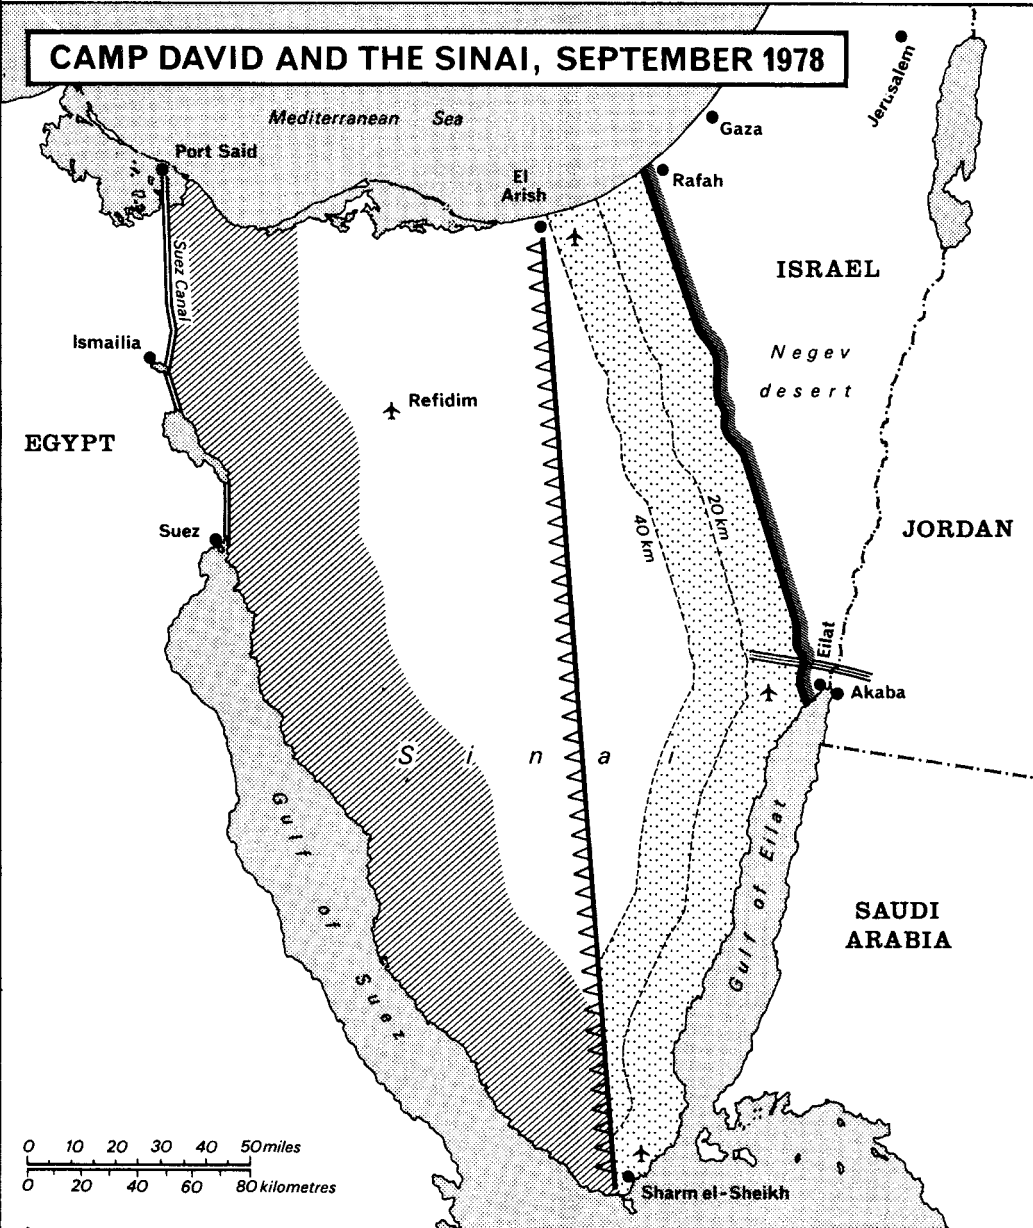 CAMP DAVID AND THE SINAI, SEPTEMBER 1978
Jerusalem
Mediterranean Sea
Gaza
Port Said
El
Arish
Rafah
Suez Canal
ISRAEL
Ismailia
Negev
desert
Refidim
EGYPT
20 km
40 km
Suez
JORDAN
Eilat
Akaba
Sinai
Gulf of Suez
Gulf of Eilat
SAUDI
ARABIA
0 10 20 30 40 50 miles
0 20 40 60 80 kilometres
Sharm el-Sheikh